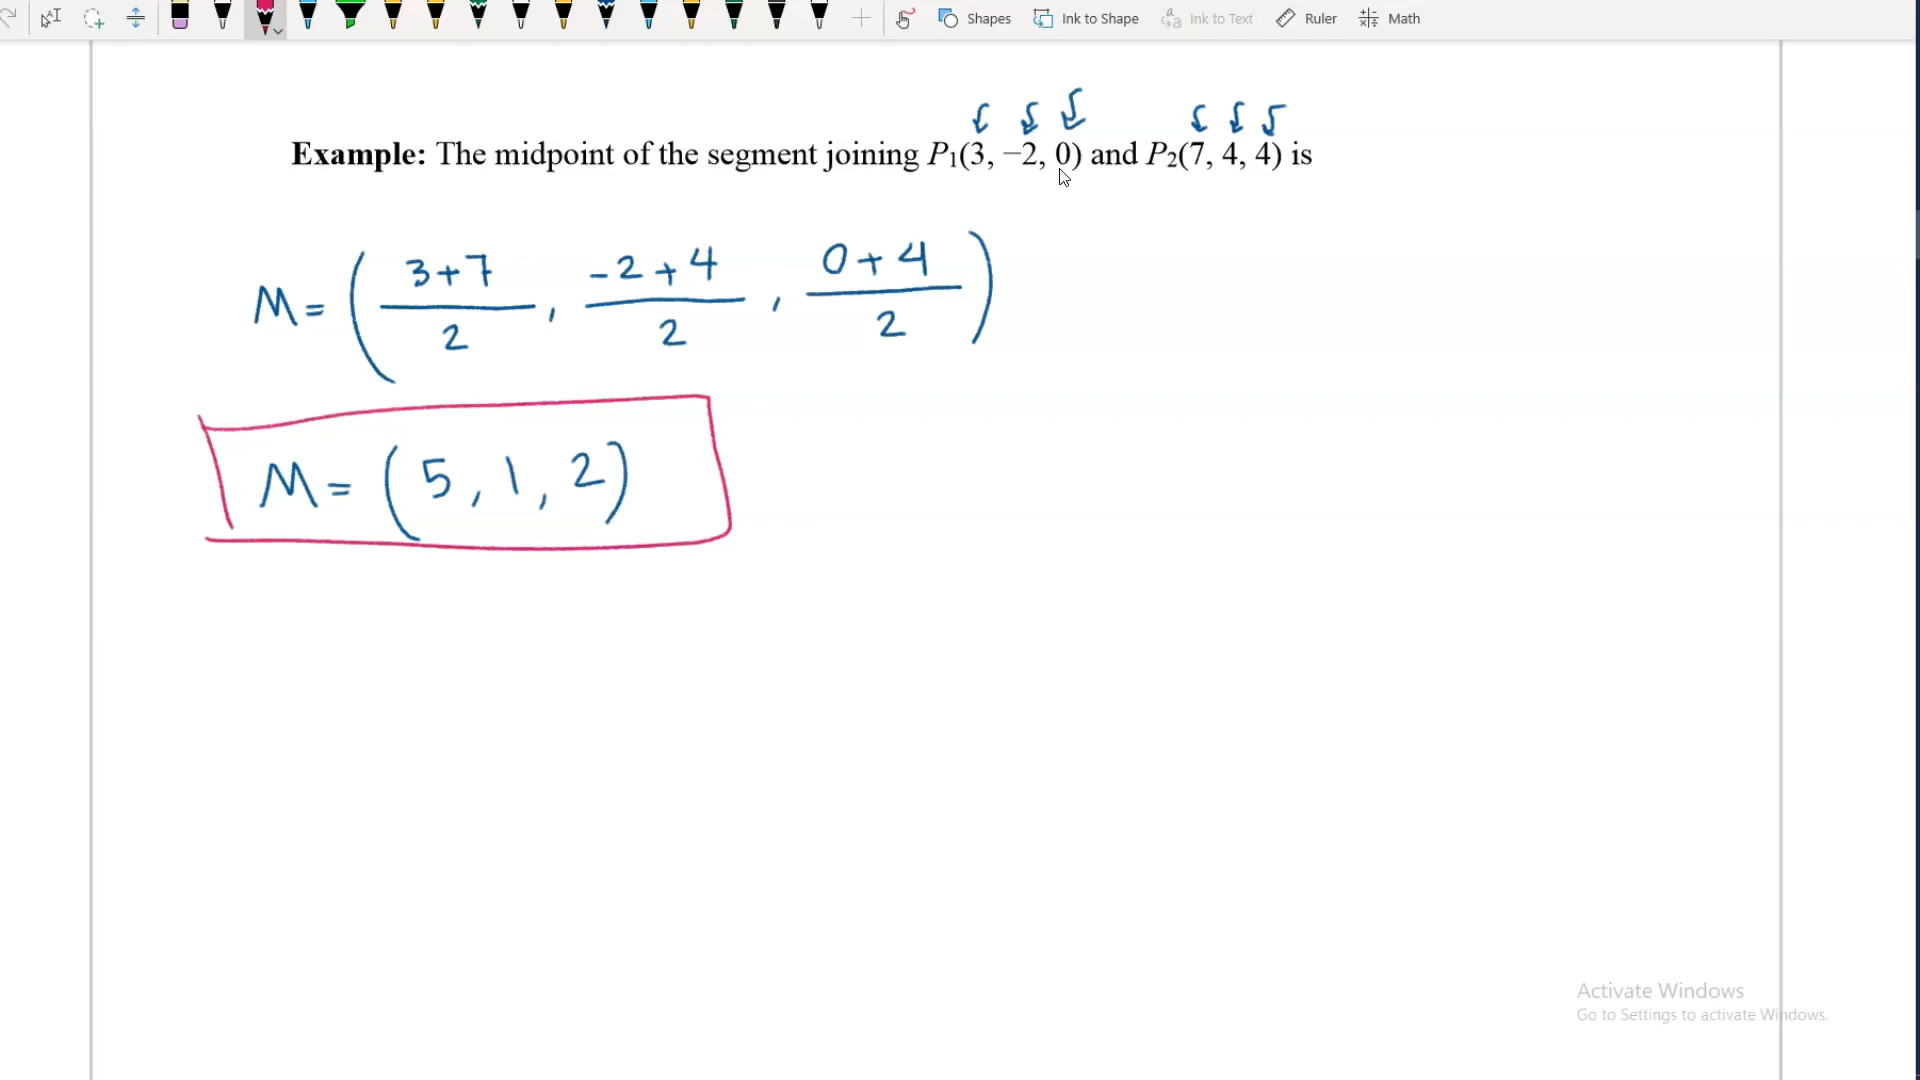 Shapes Ink to Shape Ink to Text Ruler Math
Example: The midpoint of the segment joining P₁(3, −2, 0) and P₂(7, 4, 4) is
M = ( (3+7)/2 , (-2+4)/2 , (0+4)/2 )
M = (5, 1, 2)
Activate Windows
Go to Settings to activate Windows.